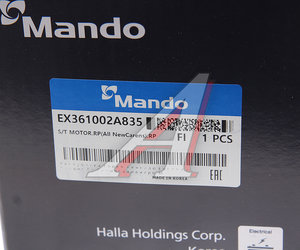 Mando
Mando
EX361002A835
S/T MOTOR.RP(All NewCarens).RP
FI 1 PCS
MADE IN KOREA
EAC
Halla Holdings Corp.
Korea
Electrical